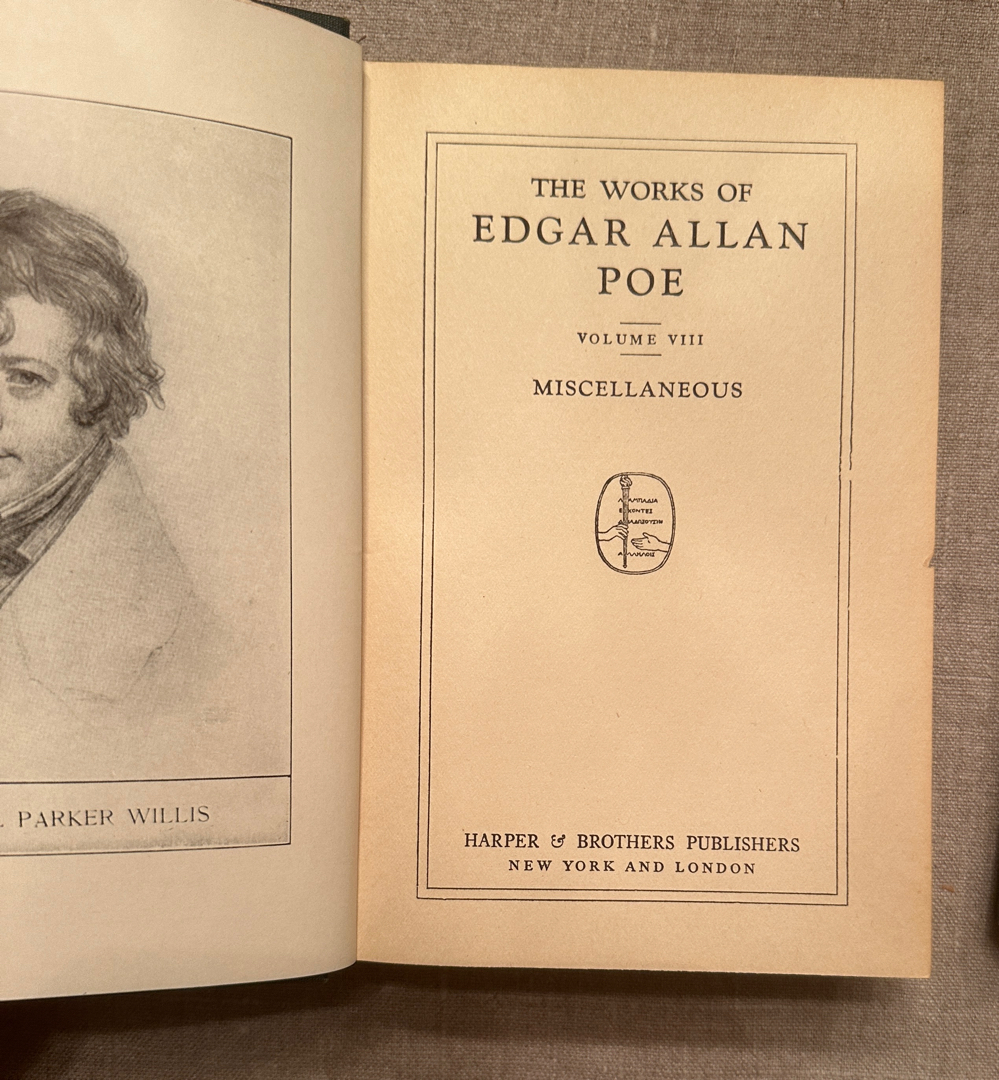 . PARKER WILLIS
THE WORKS OF
EDGAR ALLAN
POE
VOLUME VIII
MISCELLANEOUS
HARPER & BROTHERS PUBLISHERS
NEW YORK AND LONDON